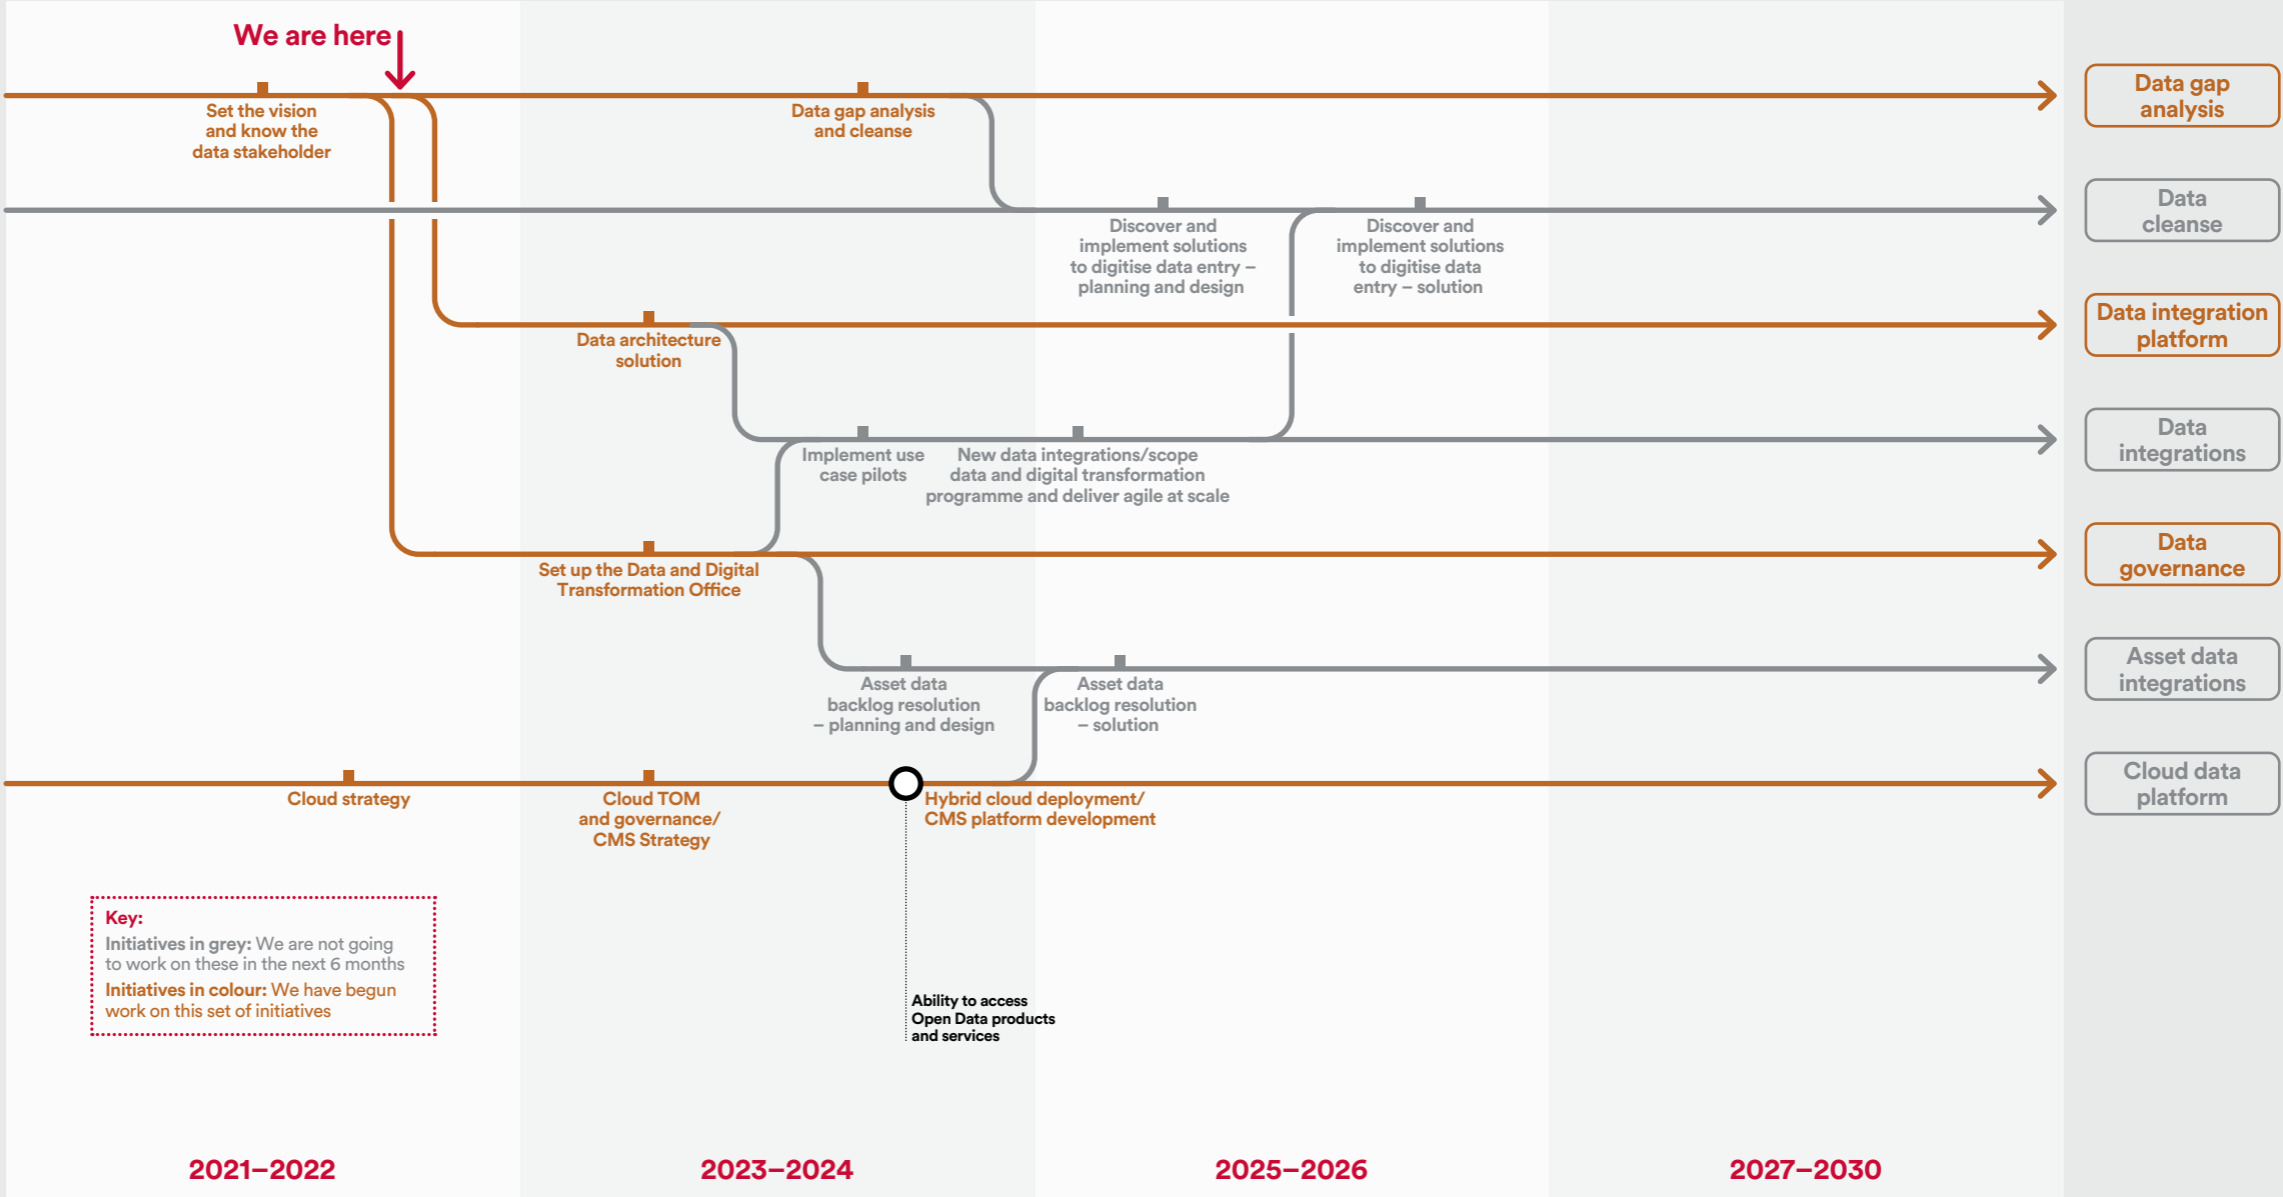 We are here
Set the vision
and know the
data stakeholder
Data gap analysis
and cleanse
Data gap
analysis
Discover and
implement solutions
to digitise data entry –
planning and design
Discover and
implement solutions
to digitise data
entry – solution
Data
cleanse
Data architecture
solution
Data integration
platform
Implement use
case pilots
New data integrations/scope
data and digital transformation
programme and deliver agile at scale
Data
integrations
Set up the Data and Digital
Transformation Office
Data
governance
Asset data
backlog resolution
– planning and design
Asset data
backlog resolution
– solution
Asset data
integrations
Cloud strategy
Cloud TOM
and governance/
CMS Strategy
Hybrid cloud deployment/
CMS platform development
Cloud data
platform
Key:
Initiatives in grey: We are not going
to work on these in the next 6 months
Initiatives in colour: We have begun
work on this set of initiatives
Ability to access
Open Data products
and services
2021–2022
2023–2024
2025–2026
2027–2030